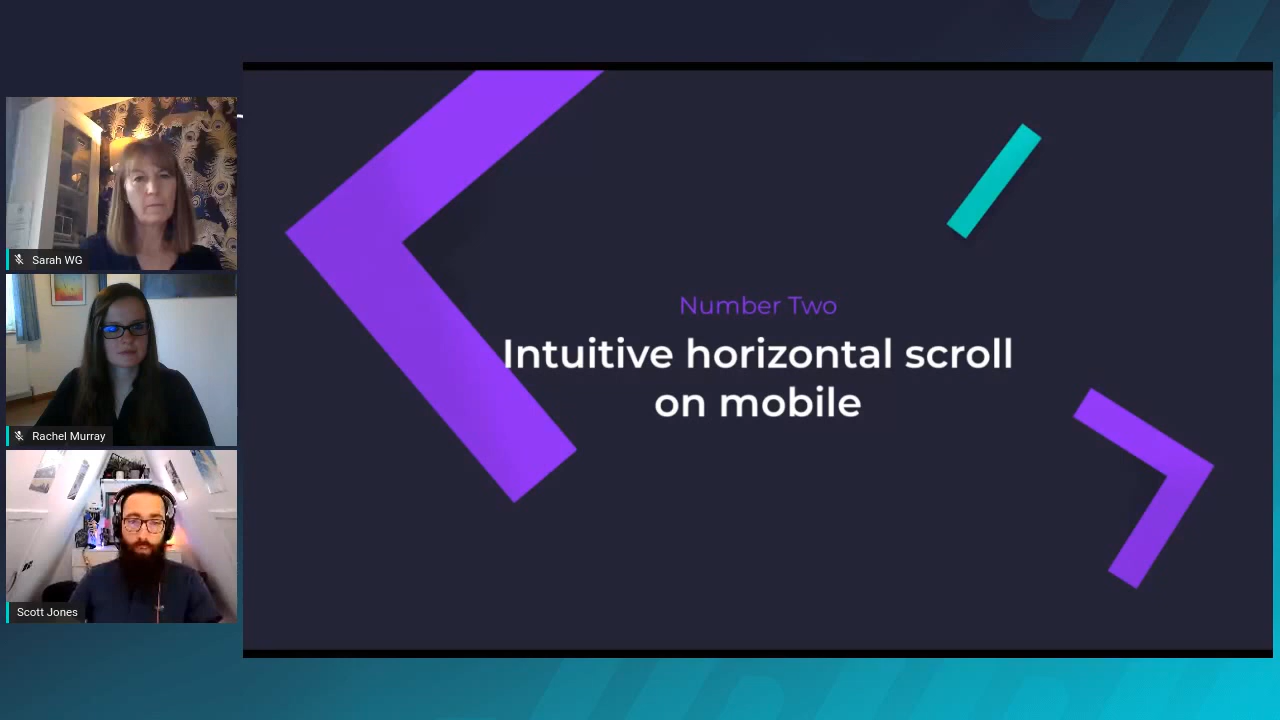 Sarah WG
Rachel Murray
Scott Jones
Number Two
Intuitive horizontal scroll
on mobile